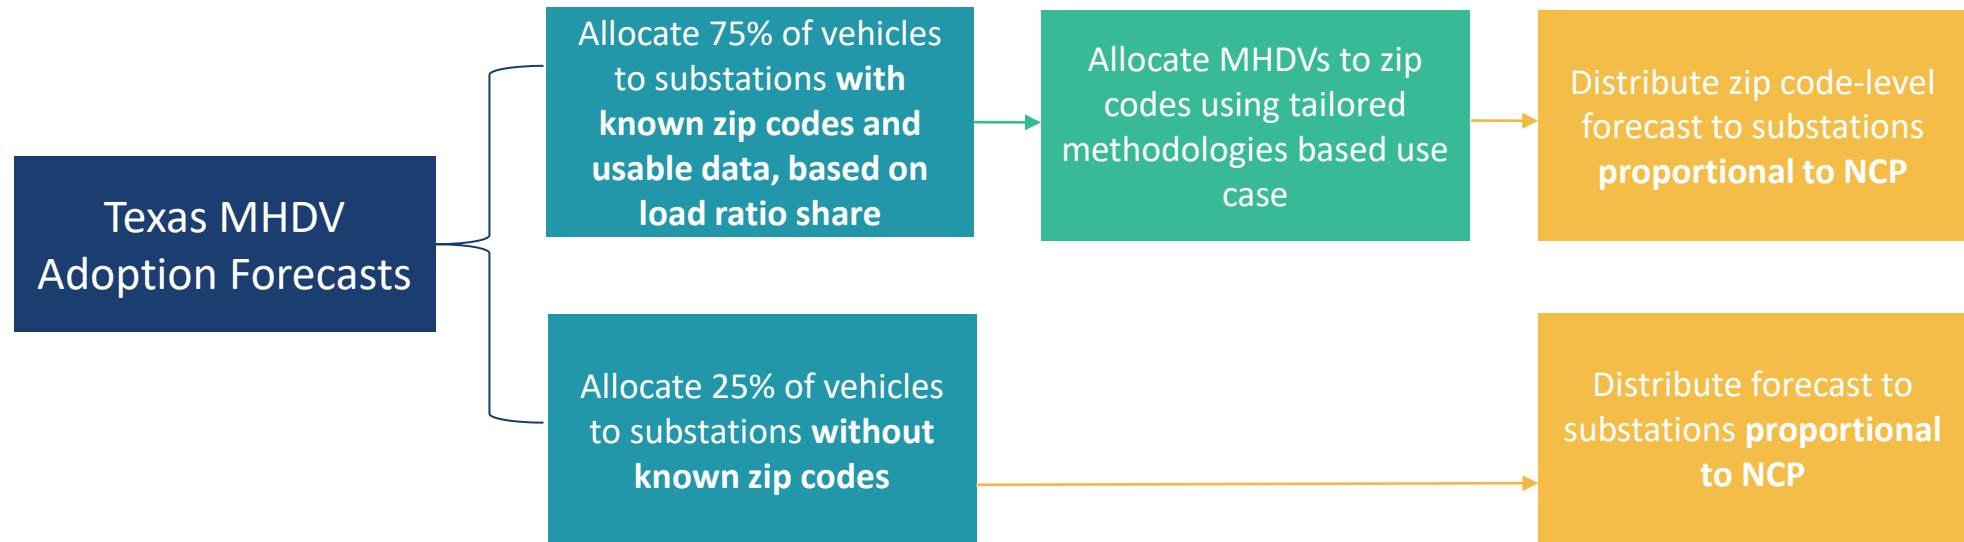 Texas MHDV
Adoption Forecasts
Allocate 75% of vehicles
to substations with
known zip codes and
usable data, based on
load ratio share
Allocate MHDVs to zip
codes using tailored
methodologies based use
case
Distribute zip code-level
forecast to substations
proportional to NCP
Allocate 25% of vehicles
to substations without
known zip codes
Distribute forecast to
substations proportional
to NCP